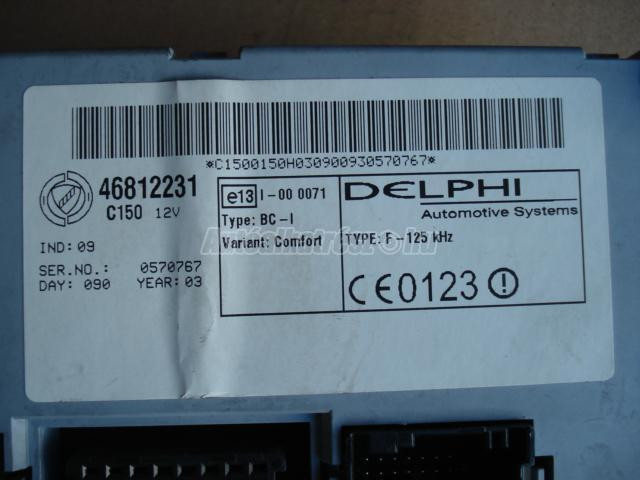 *C1500150H030900930570767*
46812231
C150 12V
IND: 09
SER.NO.: 0570767
DAY: 090 YEAR: 03
e13 I-00 0071
Type: BC-I
Variant: Comfort
DELPHI
Automotive Systems
TYPE: F-125 kHz
CE0123